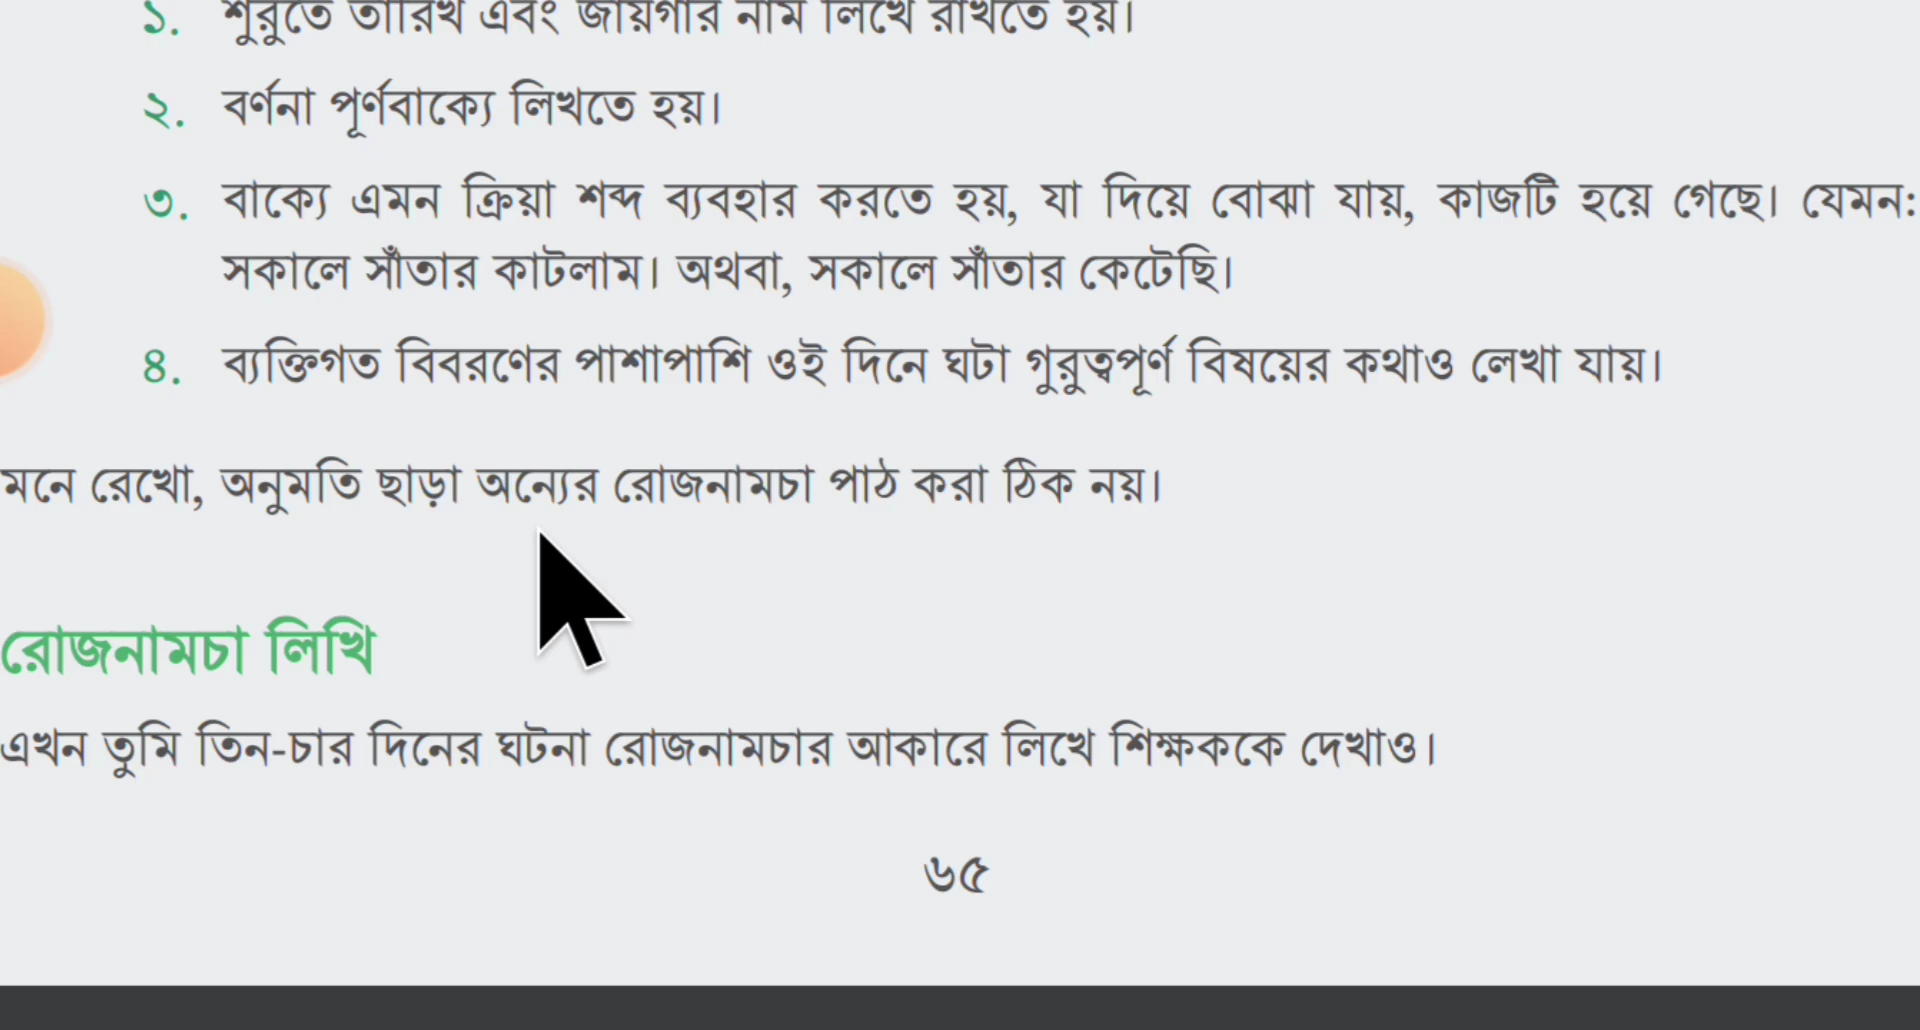 ১. শুরুতে তারিখ এবং জায়গার নাম লিখে রাখতে হয়।
২. বর্ণনা পূর্ণবাক্যে লিখতে হয়।
৩. বাক্যে এমন ক্রিয়া শব্দ ব্যবহার করতে হয়, যা দিয়ে বোঝা যায়, কাজটি হয়ে গেছে। যেমন:
সকালে সাঁতার কাটলাম। অথবা, সকালে সাঁতার কেটেছি।
৪. ব্যক্তিগত বিবরণের পাশাপাশি ওই দিনে ঘটা গুরুত্বপূর্ণ বিষয়ের কথাও লেখা যায়।
মনে রেখো, অনুমতি ছাড়া অন্যের রোজনামচা পাঠ করা ঠিক নয়।
রোজনামচা লিখি
এখন তুমি তিন-চার দিনের ঘটনা রোজনামচার আকারে লিখে শিক্ষককে দেখাও।
৬৫